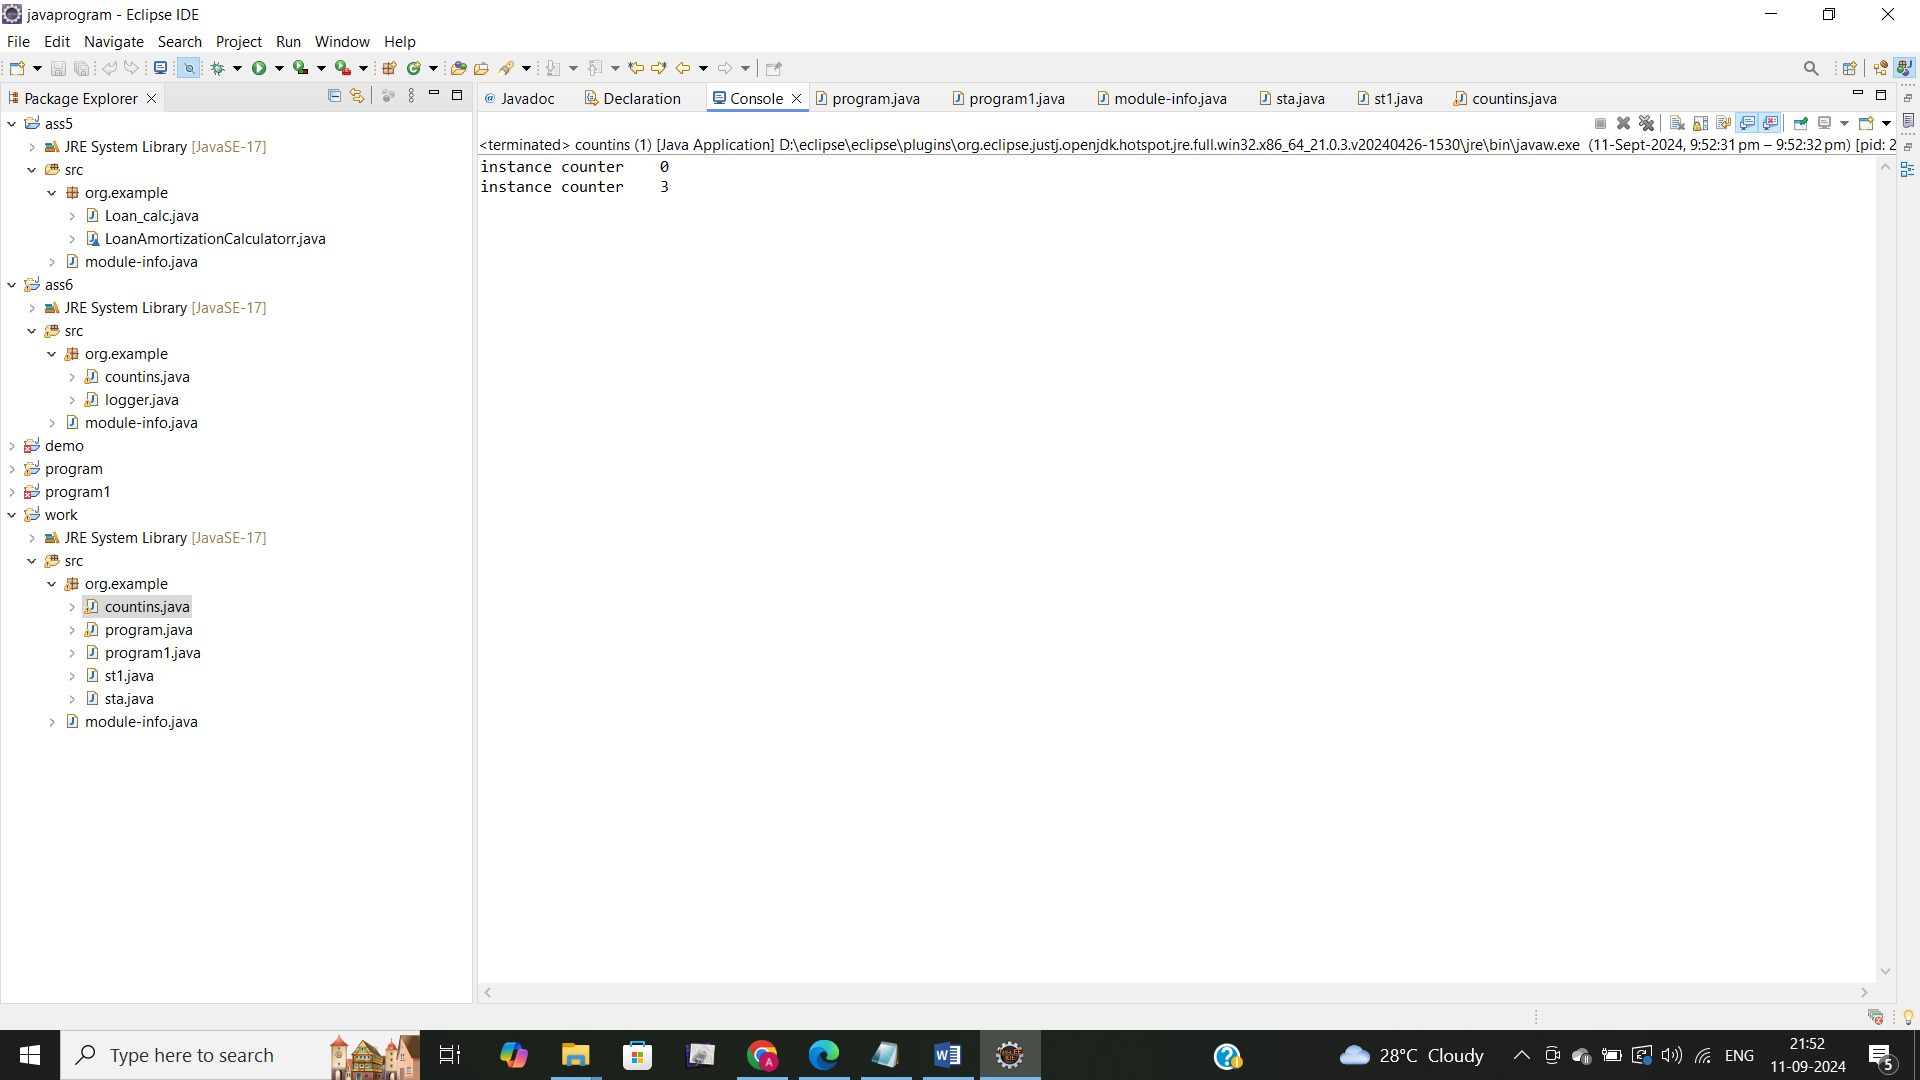 javaprogram - Eclipse IDE
File Edit Navigate Search Project Run Window Help
Package Explorer
ass5
JRE System Library [JavaSE-17]
src
org.example
Loan_calc.java
LoanAmortizationCalculatorr.java
module-info.java
ass6
JRE System Library [JavaSE-17]
src
org.example
countins.java
logger.java
module-info.java
demo
program
program1
work
JRE System Library [JavaSE-17]
src
org.example
countins.java
program.java
program1.java
st1.java
sta.java
module-info.java
@ Javadoc Declaration Console program.java program1.java module-info.java sta.java st1.java countins.java
<terminated> countins (1) [Java Application] D:\eclipse\eclipse\plugins\org.eclipse.justj.openjdk.hotspot.jre.full.win32.x86_64_21.0.3.v20240426-1530\jre\bin\javaw.exe (11-Sept-2024, 9:52:31 pm – 9:52:32 pm) [pid: 2
instance counter 0
instance counter 3
Type here to search
28°C Cloudy
ENG
21:52
11-09-2024
5